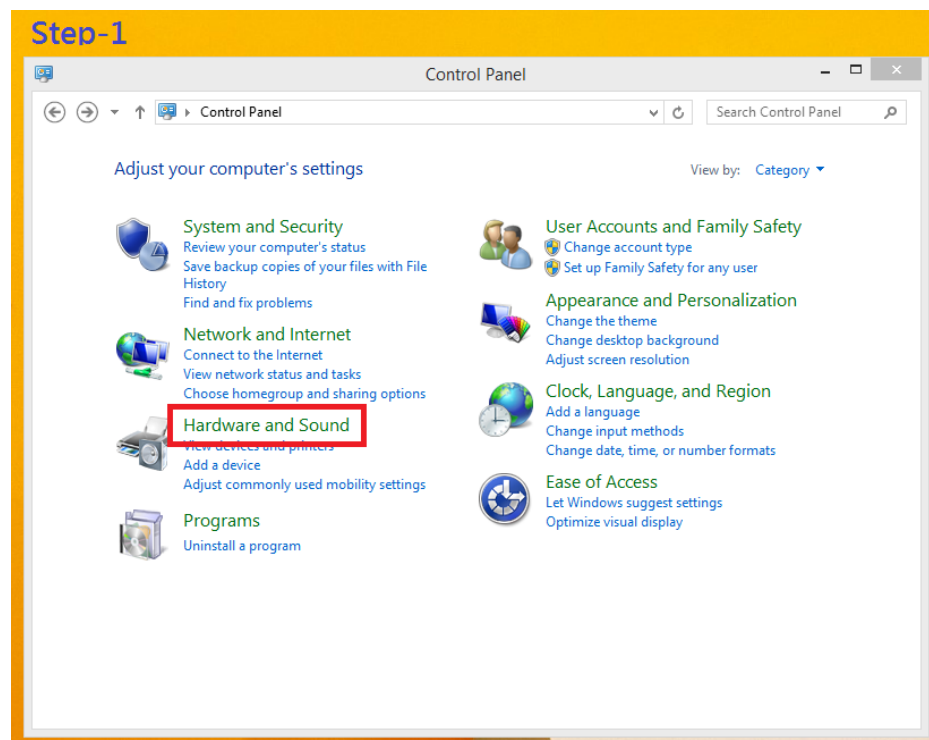 Step-1
Control Panel
Control Panel
Search Control Panel
Adjust your computer's settings
View by: Category
System and Security
Review your computer's status
Save backup copies of your files with File
History
Find and fix problems
Network and Internet
Connect to the Internet
View network status and tasks
Choose homegroup and sharing options
Hardware and Sound
View devices and printers
Add a device
Adjust commonly used mobility settings
Programs
Uninstall a program
User Accounts and Family Safety
Change account type
Set up Family Safety for any user
Appearance and Personalization
Change the theme
Change desktop background
Adjust screen resolution
Clock, Language, and Region
Add a language
Change input methods
Change date, time, or number formats
Ease of Access
Let Windows suggest settings
Optimize visual display